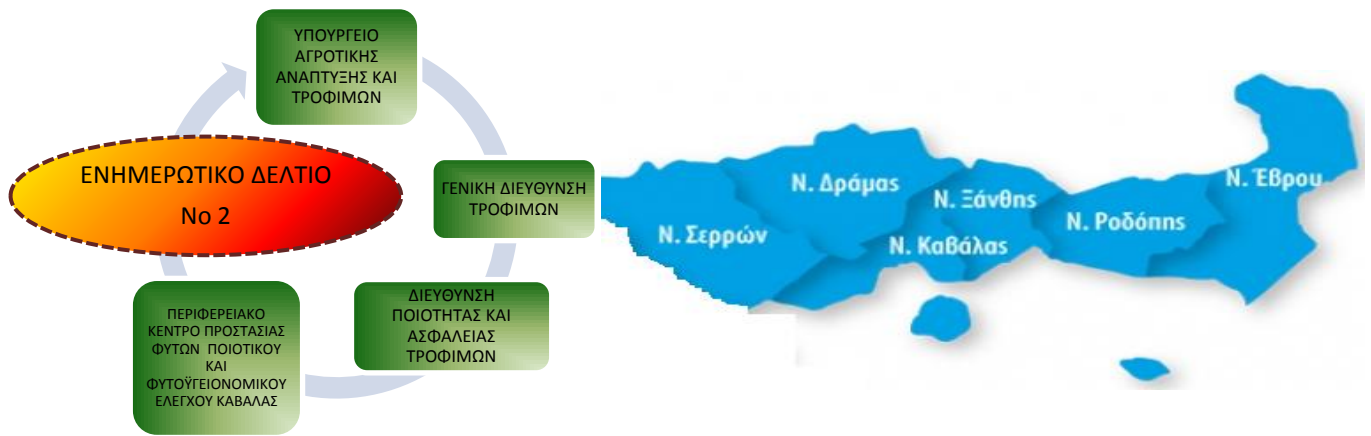 ΥΠΟΥΡΓΕΙΟ
ΑΓΡΟΤΙΚΗΣ
ΑΝΑΠΤΥΞΗΣ ΚΑΙ
ΤΡΟΦΙΜΩΝ
ΕΝΗΜΕΡΩΤΙΚΟ ΔΕΛΤΙΟ
Νο 2
ΓΕΝΙΚΗ ΔΙΕΥΘΥΝΣΗ
ΤΡΟΦΙΜΩΝ
ΔΙΕΥΘΥΝΣΗ
ΠΟΙΟΤΗΤΑΣ ΚΑΙ
ΑΣΦΑΛΕΙΑΣ
ΤΡΟΦΙΜΩΝ
ΠΕΡΙΦΕΡΕΙΑΚΟ
ΚΕΝΤΡΟ ΠΡΟΣΤΑΣΙΑΣ
ΦΥΤΩΝ ΠΟΙΟΤΙΚΟΥ
ΚΑΙ
ΦΥΤΟΫΓΕΙΟΝΟΜΙΚΟΥ
ΕΛΕΓΧΟΥ ΚΑΒΑΛΑΣ
Ν. Σερρών
Ν. Δράμας
Ν. Καβάλας
Ν. Ξάνθης
Ν. Ροδόπης
Ν. Έβρου